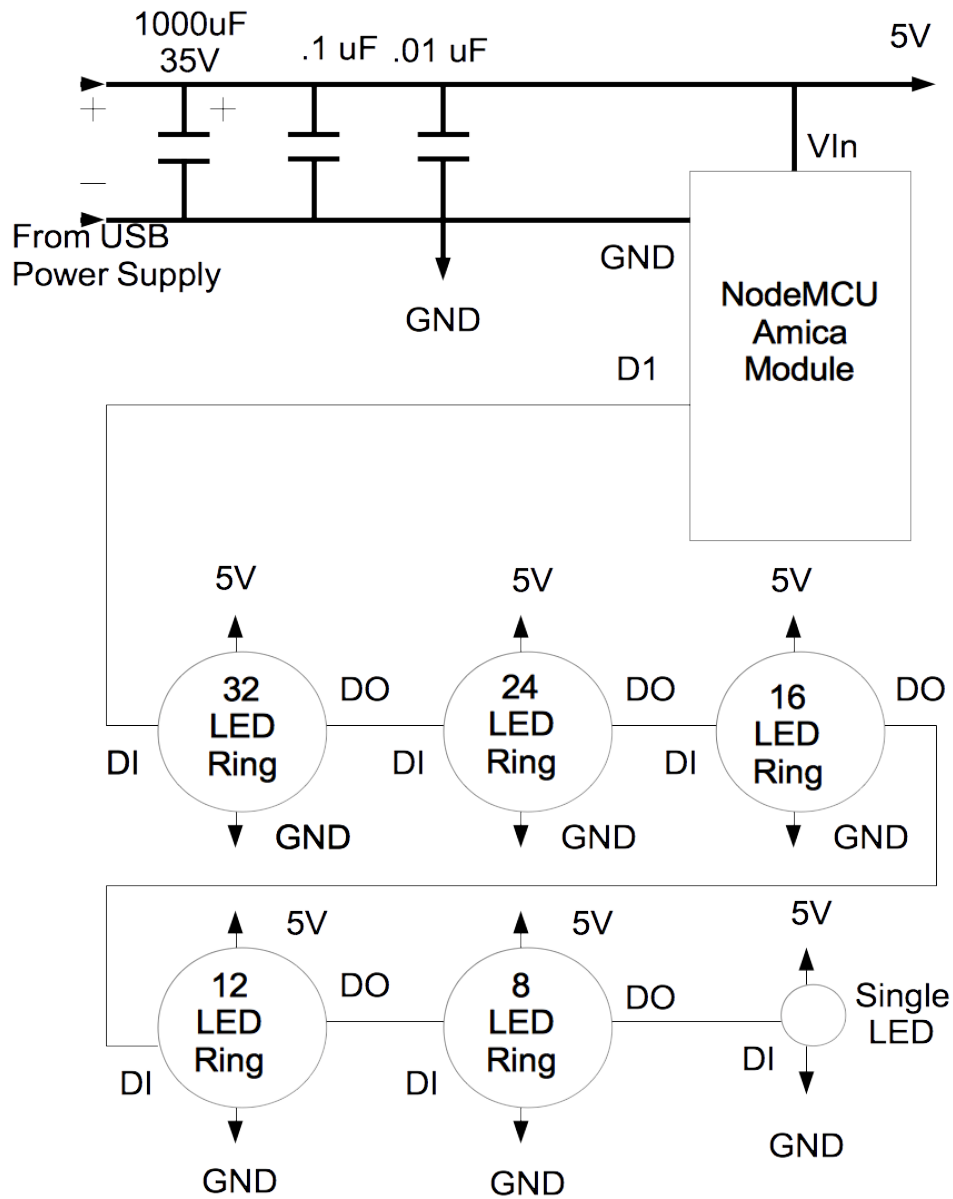 1000uF
35V
.1 uF
.01 uF
5V
+
+
VIn
—
From USB
Power Supply
GND
GND
NodeMCU
Amica
Module
D1
5V
5V
5V
32
LED
Ring
DO
24
LED
Ring
DO
16
LED
Ring
DO
DI
DI
DI
GND
GND
GND
5V
5V
5V
12
LED
Ring
DO
8
LED
Ring
DO
Single
LED
DI
DI
DI
GND
GND
GND